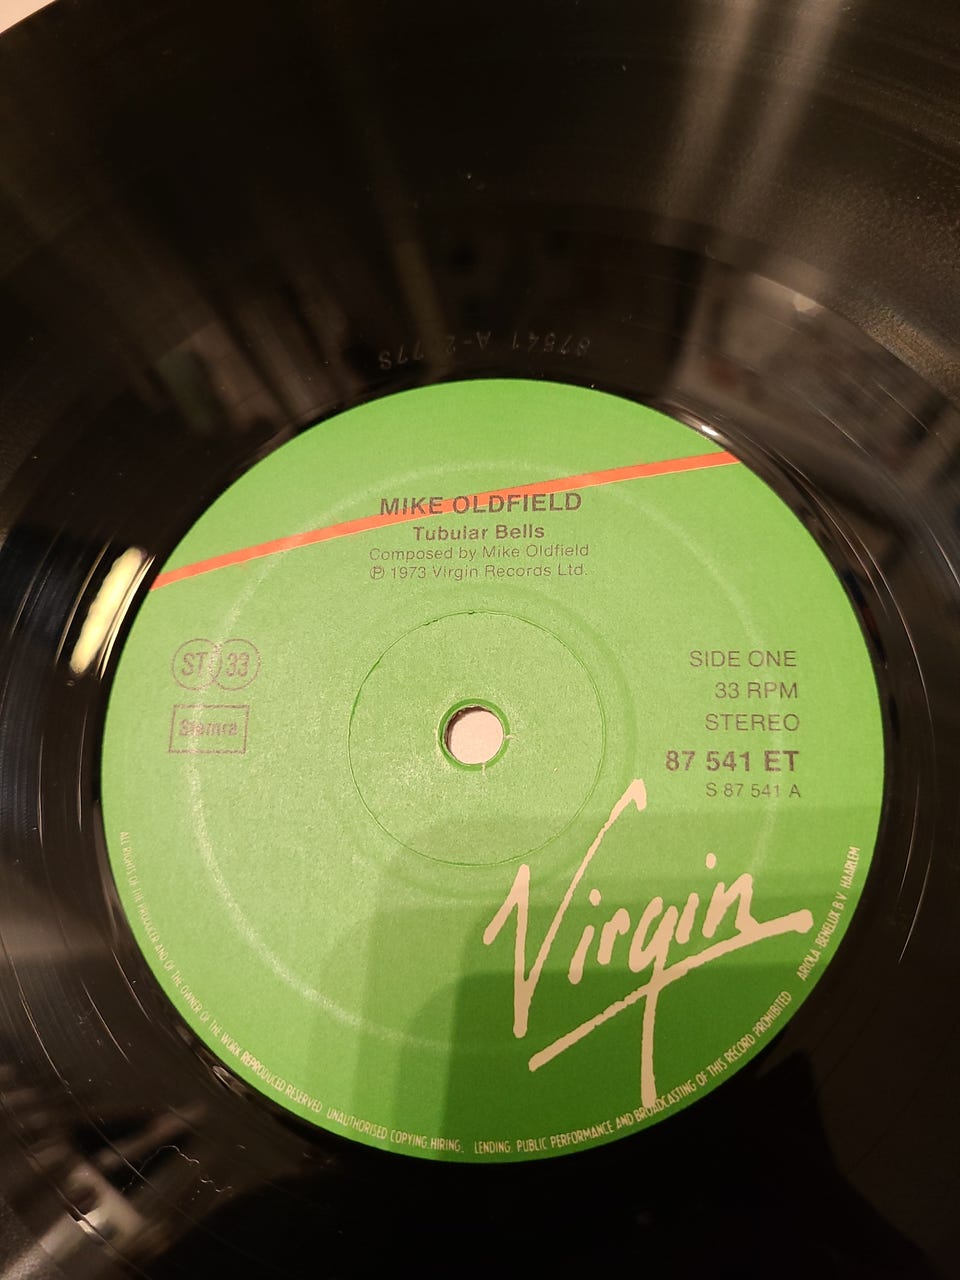 87541 A-2 77S
MIKE OLDFIELD
Tubular Bells
Composed by Mike Oldfield
℗ 1973 Virgin Records Ltd.
ST 33
Stemra
SIDE ONE
33 RPM
STEREO
87 541 ET
S 87 541 A
Virgin
ALL RIGHTS OF THE PRODUCER AND OF THE OWNER OF THE WORK REPRODUCED RESERVED UNAUTHORISED COPYING, HIRING, LENDING, PUBLIC PERFORMANCE AND BROADCASTING OF THIS RECORD PROHIBITED ARIOLA-BENELUX B.V. HAARLEM